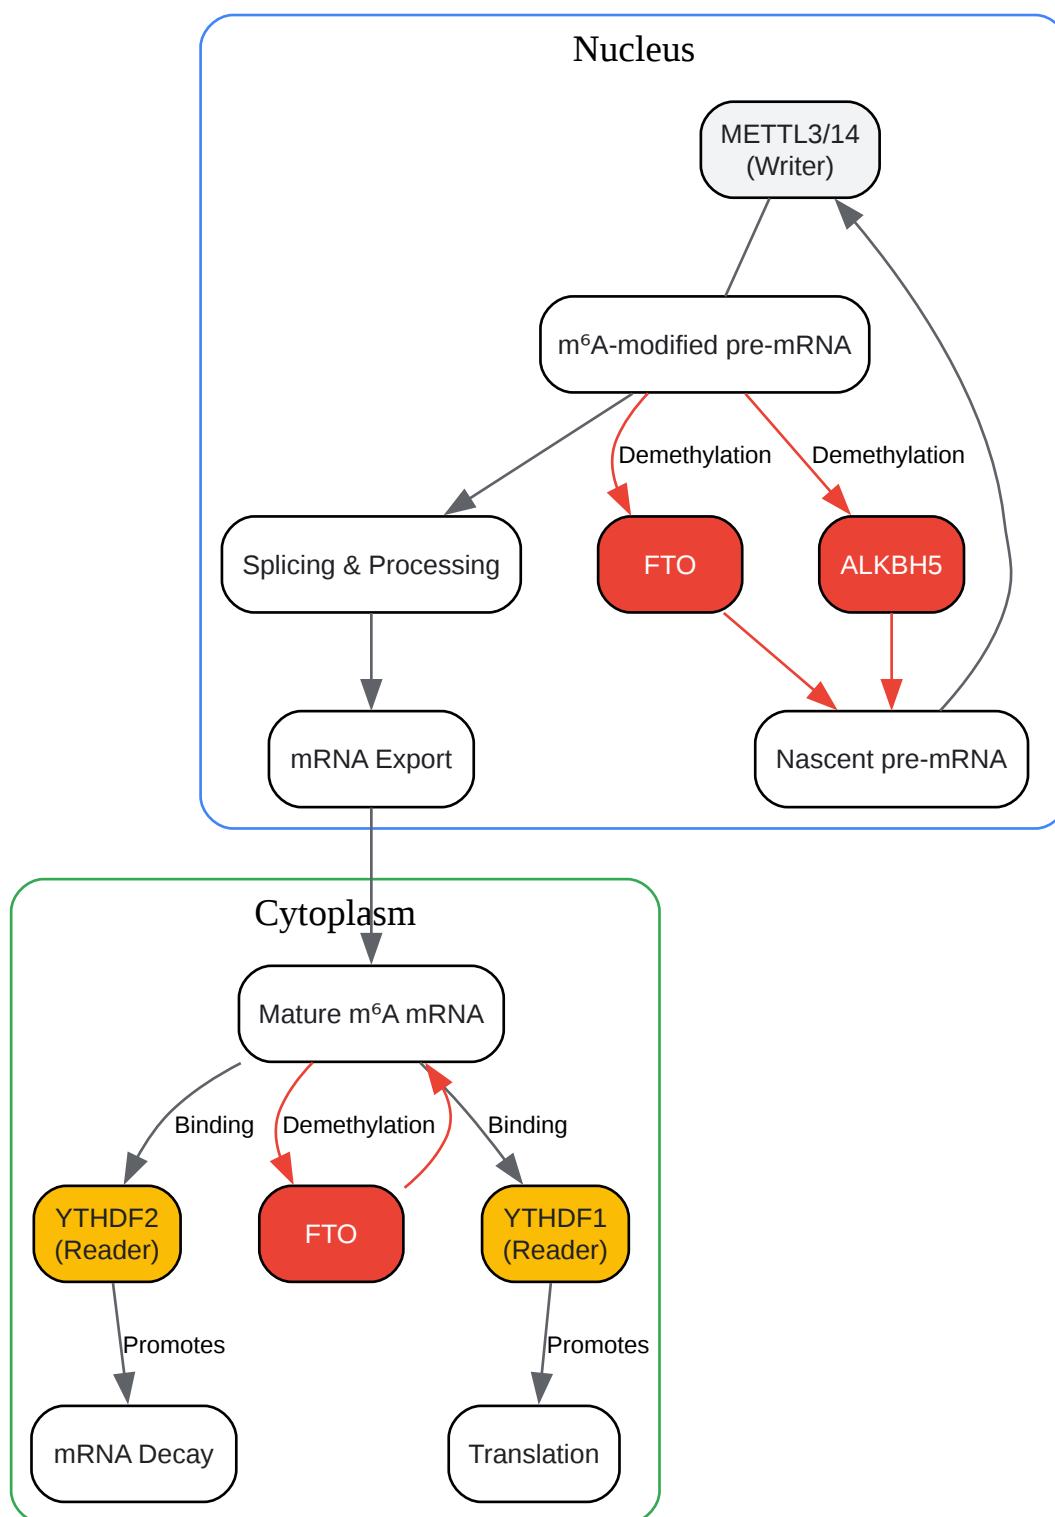 Nucleus
METTL3/14
(Writer)
m⁶A-modified pre-mRNA
Demethylation
Demethylation
Splicing & Processing
FTO
ALKBH5
mRNA Export
Nascent pre-mRNA
Cytoplasm
Mature m⁶A mRNA
Binding
Demethylation
Binding
YTHDF2
(Reader)
FTO
YTHDF1
(Reader)
Promotes
Promotes
mRNA Decay
Translation